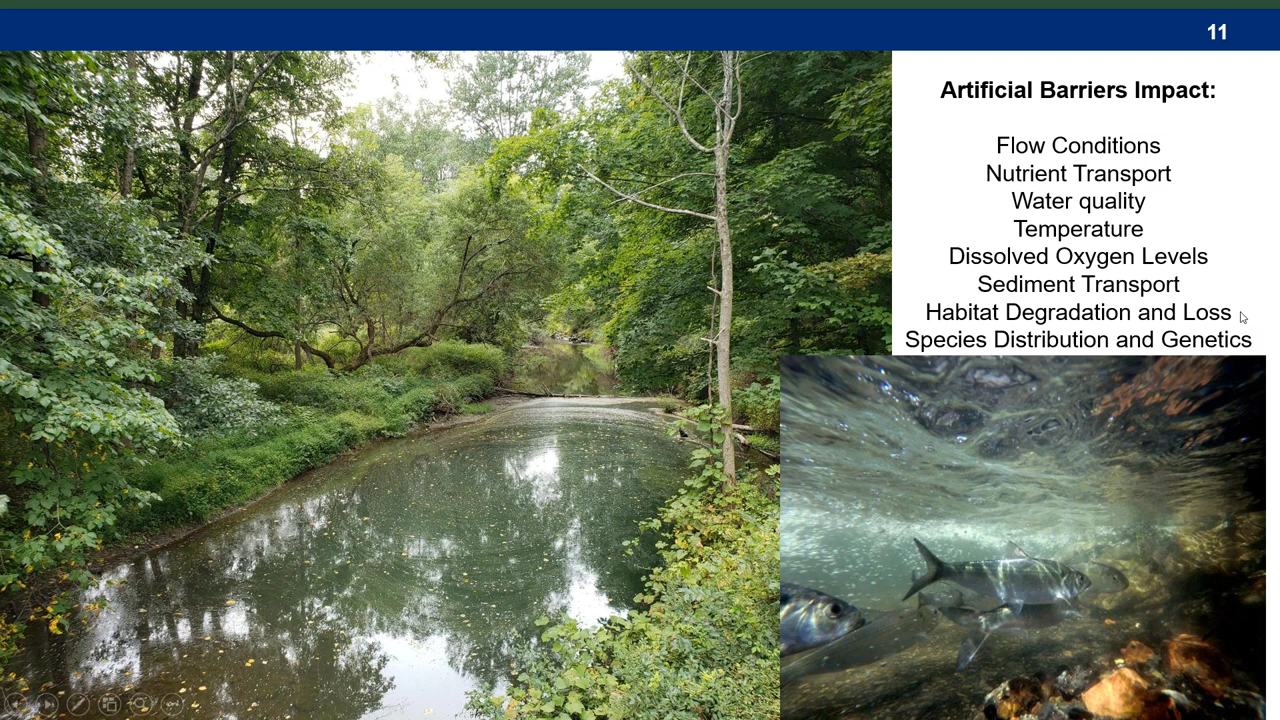 11
Artificial Barriers Impact:
Flow Conditions
Nutrient Transport
Water quality
Temperature
Dissolved Oxygen Levels
Sediment Transport
Habitat Degradation and Loss
Species Distribution and Genetics